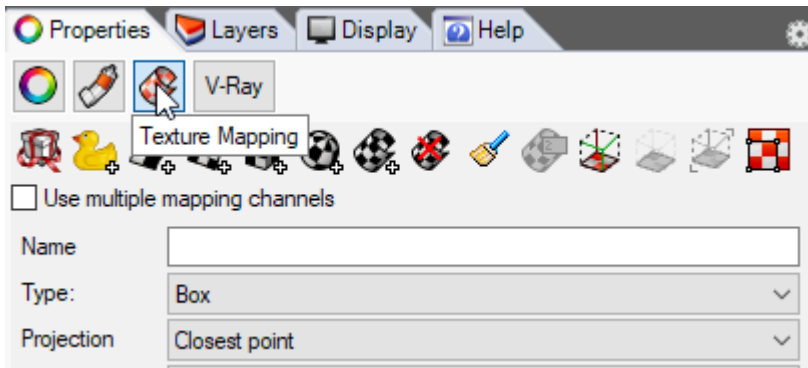 Properties Layers Display Help
V-Ray
Texture Mapping
Use multiple mapping channels
Name
Type: Box
Projection Closest point